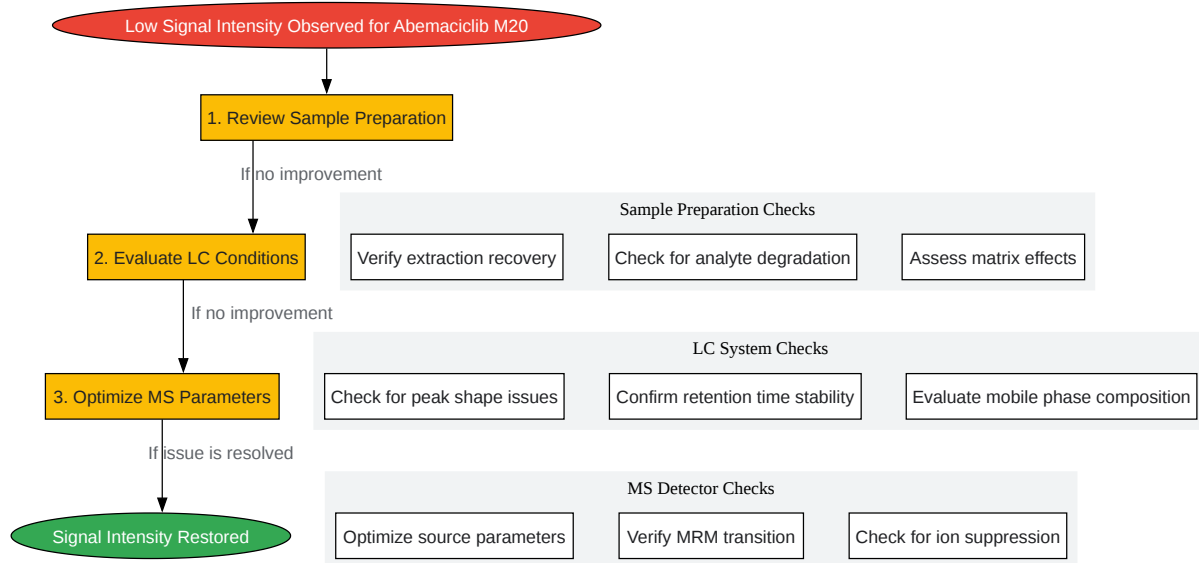 Low Signal Intensity Observed for Abemaciclib M20
1. Review Sample Preparation
If no improvement
Sample Preparation Checks
2. Evaluate LC Conditions
Verify extraction recovery
Check for analyte degradation
Assess matrix effects
If no improvement
LC System Checks
3. Optimize MS Parameters
Check for peak shape issues
Confirm retention time stability
Evaluate mobile phase composition
If issue is resolved
MS Detector Checks
Signal Intensity Restored
Optimize source parameters
Verify MRM transition
Check for ion suppression